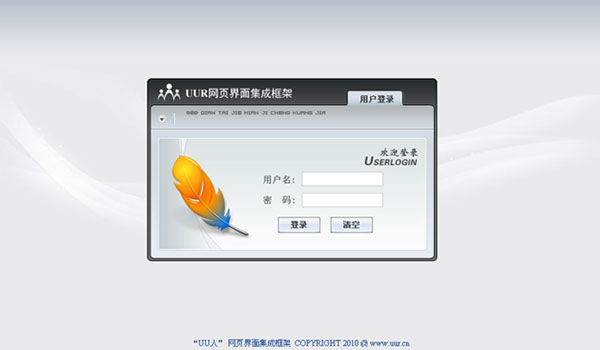 UUR网页界面集成框架
用户登录
WEB QIAN TAI JIE MIAN JI CHENG KUANG JIA
欢迎登录
USERLOGIN
用户名：
密 码：
登录 清空
“UU人” 网页界面集成框架 COPYRIGHT 2010 @ www.uur.cn